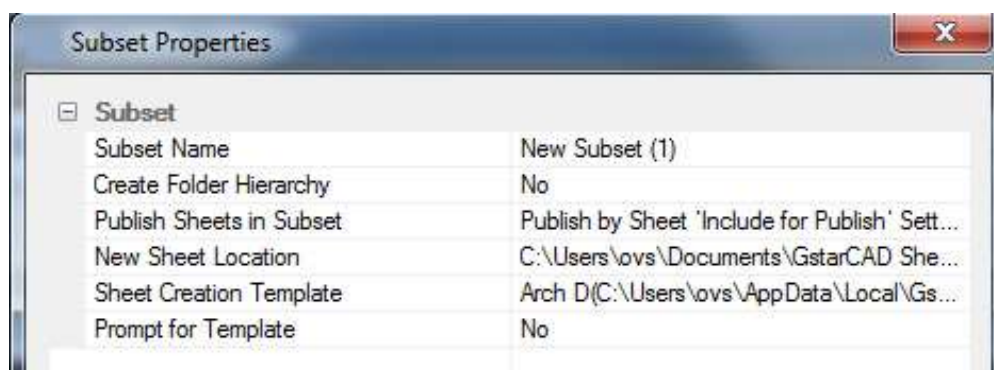 Subset Properties
Subset
Subset Name New Subset (1)
Create Folder Hierarchy No
Publish Sheets in Subset Publish by Sheet 'Include for Publish' Sett...
New Sheet Location C:\Users\ovs\Documents\GstarCAD She...
Sheet Creation Template Arch D(C:\Users\ovs\AppData\Local\Gs...
Prompt for Template No